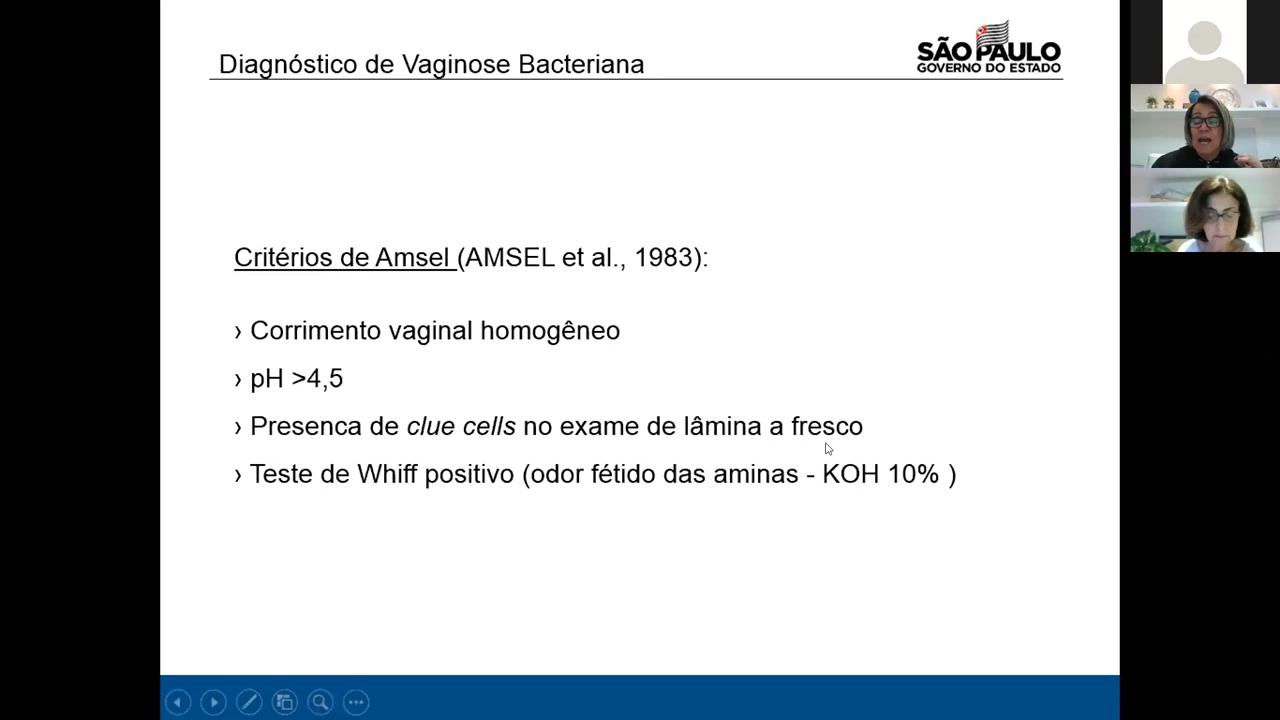 Diagnóstico de Vaginose Bacteriana
SÃO PAULO
GOVERNO DO ESTADO
Critérios de Amsel (AMSEL et al., 1983):
› Corrimento vaginal homogêneo
› pH >4,5
› Presenca de clue cells no exame de lâmina a fresco
› Teste de Whiff positivo (odor fétido das aminas - KOH 10% )